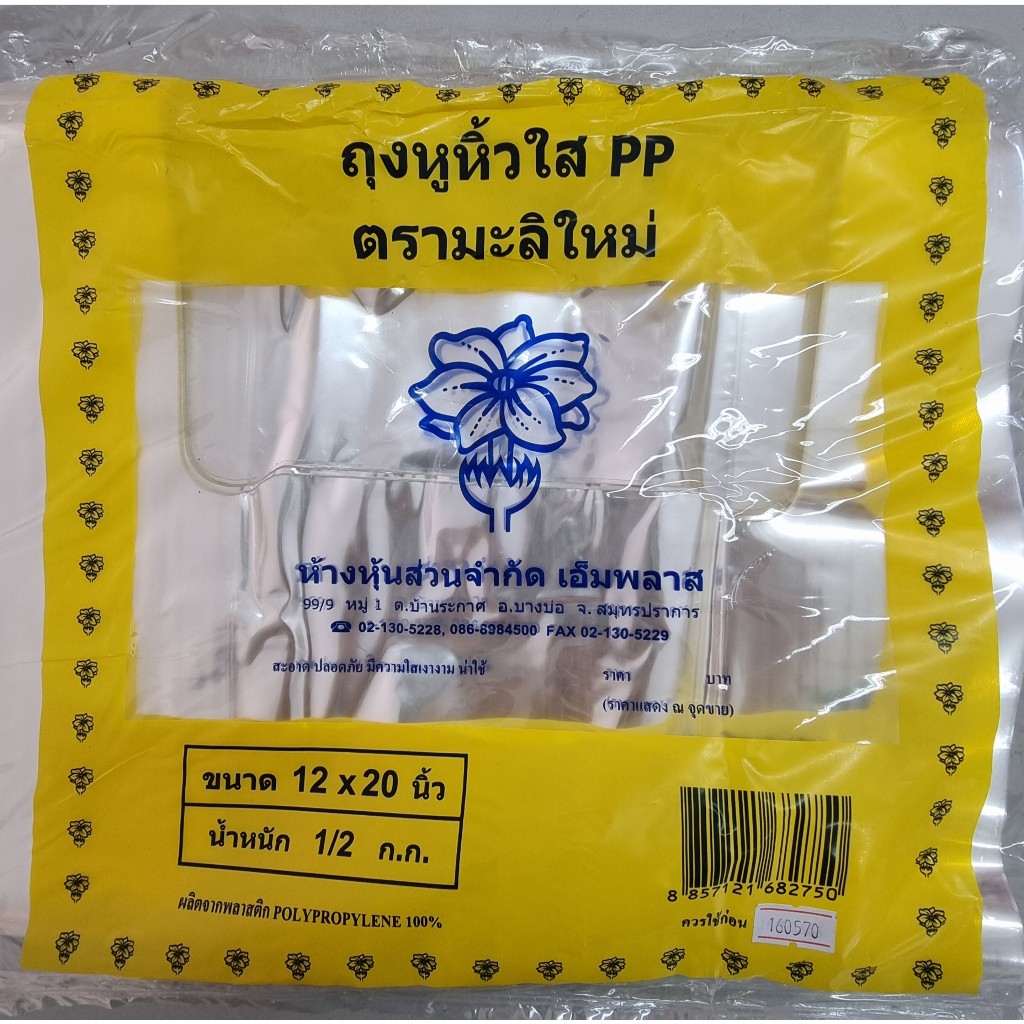 ถุงหูหิ้วใส PP
ตรามะลิใหม่
ห้างหุ้นส่วนจำกัด เอ็มพลาส
99/9 หมู่ 1 ต.บ้านระกาศ อ.บางบ่อ จ.สมุทรปราการ
☎ 02-130-5228, 086-8984500 FAX 02-130-5229
สะอาด ปลอดภัย มีความใสเงางาม น่าใช้
ราคา บาท
(ราคาแสดง ณ จุดขาย)
ขนาด 12 x 20 นิ้ว
น้ำหนัก 1/2 ก.ก.
ผลิตจากพลาสติก POLYPROPYLENE 100%
8 857121 682750
ควรใช้ก่อน 160570